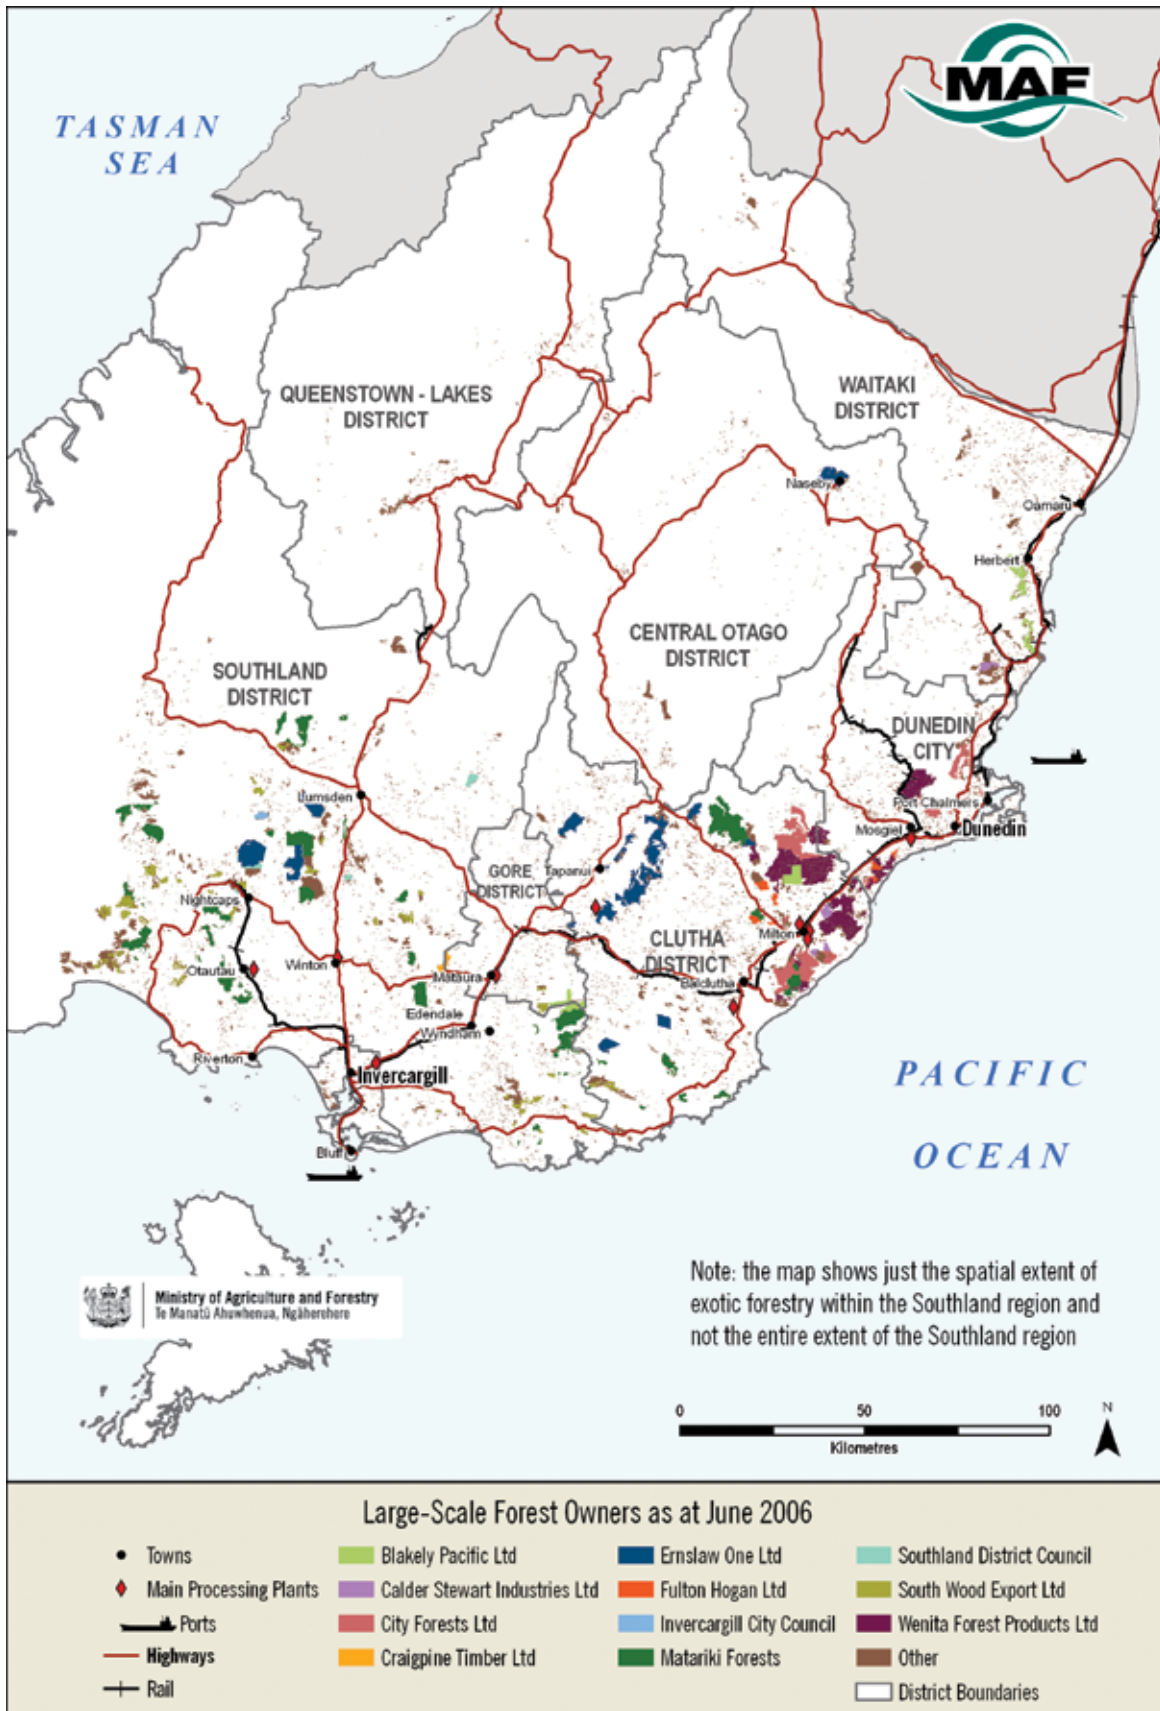 MAF
TASMAN
SEA
QUEENSTOWN - LAKES
DISTRICT
WAITAKI
DISTRICT
Naseby
Oamaru
Herbert
CENTRAL OTAGO
DISTRICT
SOUTHLAND
DISTRICT
DUNEDIN
CITY
Lumsden
Port Chalmers
Mosgiel
Dunedin
GORE
DISTRICT
Tapanui
Nightcaps
CLUTHA
DISTRICT
Milton
Otautau
Winton
Mataura
Balclutha
Edendale
Wyndham
Riverton
Invercargill
Bluff
PACIFIC
OCEAN
Ministry of Agriculture and Forestry
Te Manatū Ahuwhenua, Ngāherehere
Note: the map shows just the spatial extent of
exotic forestry within the Southland region and
not the entire extent of the Southland region
0 50 100
Kilometres
N
Large-Scale Forest Owners as at June 2006
Towns
Main Processing Plants
Ports
Highways
Rail
Blakely Pacific Ltd
Calder Stewart Industries Ltd
City Forests Ltd
Craigpine Timber Ltd
Ernslaw One Ltd
Fulton Hogan Ltd
Invercargill City Council
Matariki Forests
Southland District Council
South Wood Export Ltd
Wenita Forest Products Ltd
Other
District Boundaries